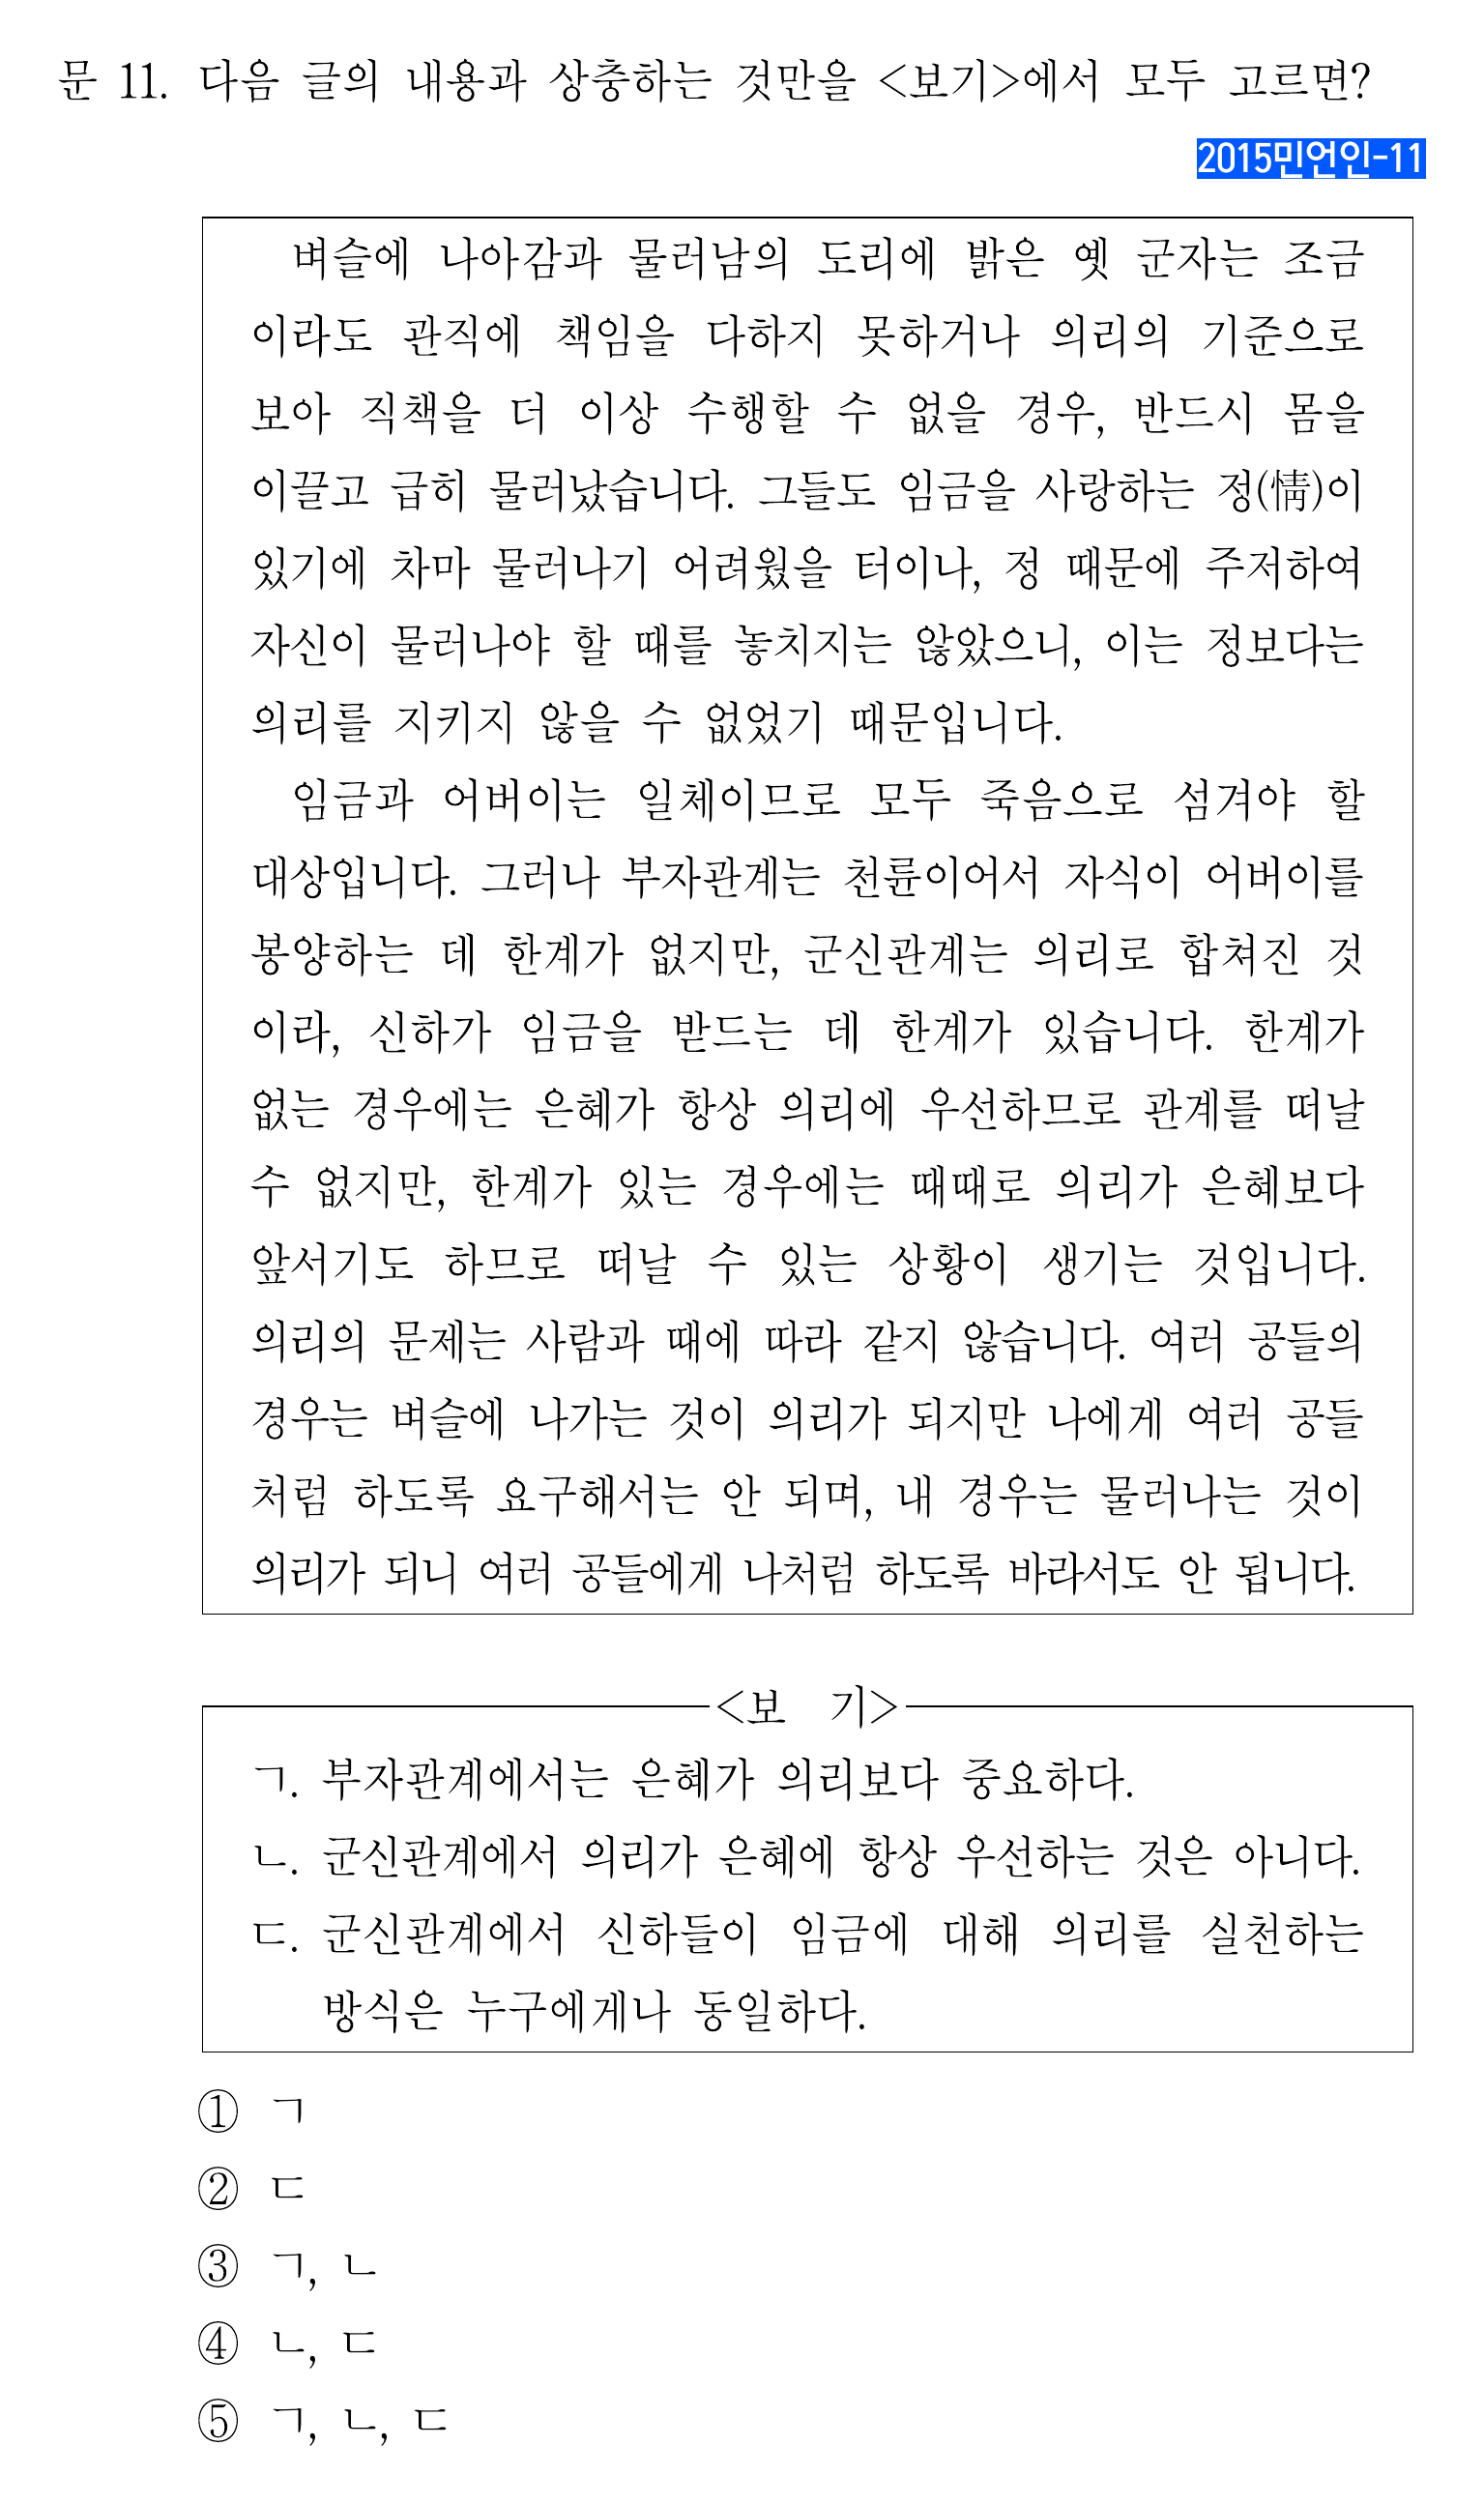 문 11. 다음 글의 내용과 상충하는 것만을 <보기>에서 모두 고르면?
2015민언인-11
벼슬에 나아감과 물러남의 도리에 밝은 옛 군자는 조금
이라도 관직에 책임을 다하지 못하거나 의리의 기준으로
보아 직책을 더 이상 수행할 수 없을 경우, 반드시 몸을
이끌고 급히 물러났습니다. 그들도 임금을 사랑하는 정(情)이
있기에 차마 물러나기 어려웠을 터이나, 정 때문에 주저하여
자신이 물러나야 할 때를 놓치지는 않았으니, 이는 정보다는
의리를 지키지 않을 수 없었기 때문입니다.
임금과 어버이는 일체이므로 모두 죽음으로 섬겨야 할
대상입니다. 그러나 부자관계는 천륜이어서 자식이 어버이를
봉양하는 데 한계가 없지만, 군신관계는 의리로 합쳐진 것
이라, 신하가 임금을 받드는 데 한계가 있습니다. 한계가
없는 경우에는 은혜가 항상 의리에 우선하므로 관계를 떠날
수 없지만, 한계가 있는 경우에는 때때로 의리가 은혜보다
앞서기도 하므로 떠날 수 있는 상황이 생기는 것입니다.
의리의 문제는 사람과 때에 따라 같지 않습니다. 여러 공들의
경우는 벼슬에 나가는 것이 의리가 되지만 나에게 여러 공들
처럼 하도록 요구해서는 안 되며, 내 경우는 물러나는 것이
의리가 되니 여러 공들에게 나처럼 하도록 바라서도 안 됩니다.
<보 기>
ㄱ. 부자관계에서는 은혜가 의리보다 중요하다.
ㄴ. 군신관계에서 의리가 은혜에 항상 우선하는 것은 아니다.
ㄷ. 군신관계에서 신하들이 임금에 대해 의리를 실천하는
방식은 누구에게나 동일하다.
① ㄱ
② ㄷ
③ ㄱ, ㄴ
④ ㄴ, ㄷ
⑤ ㄱ, ㄴ, ㄷ